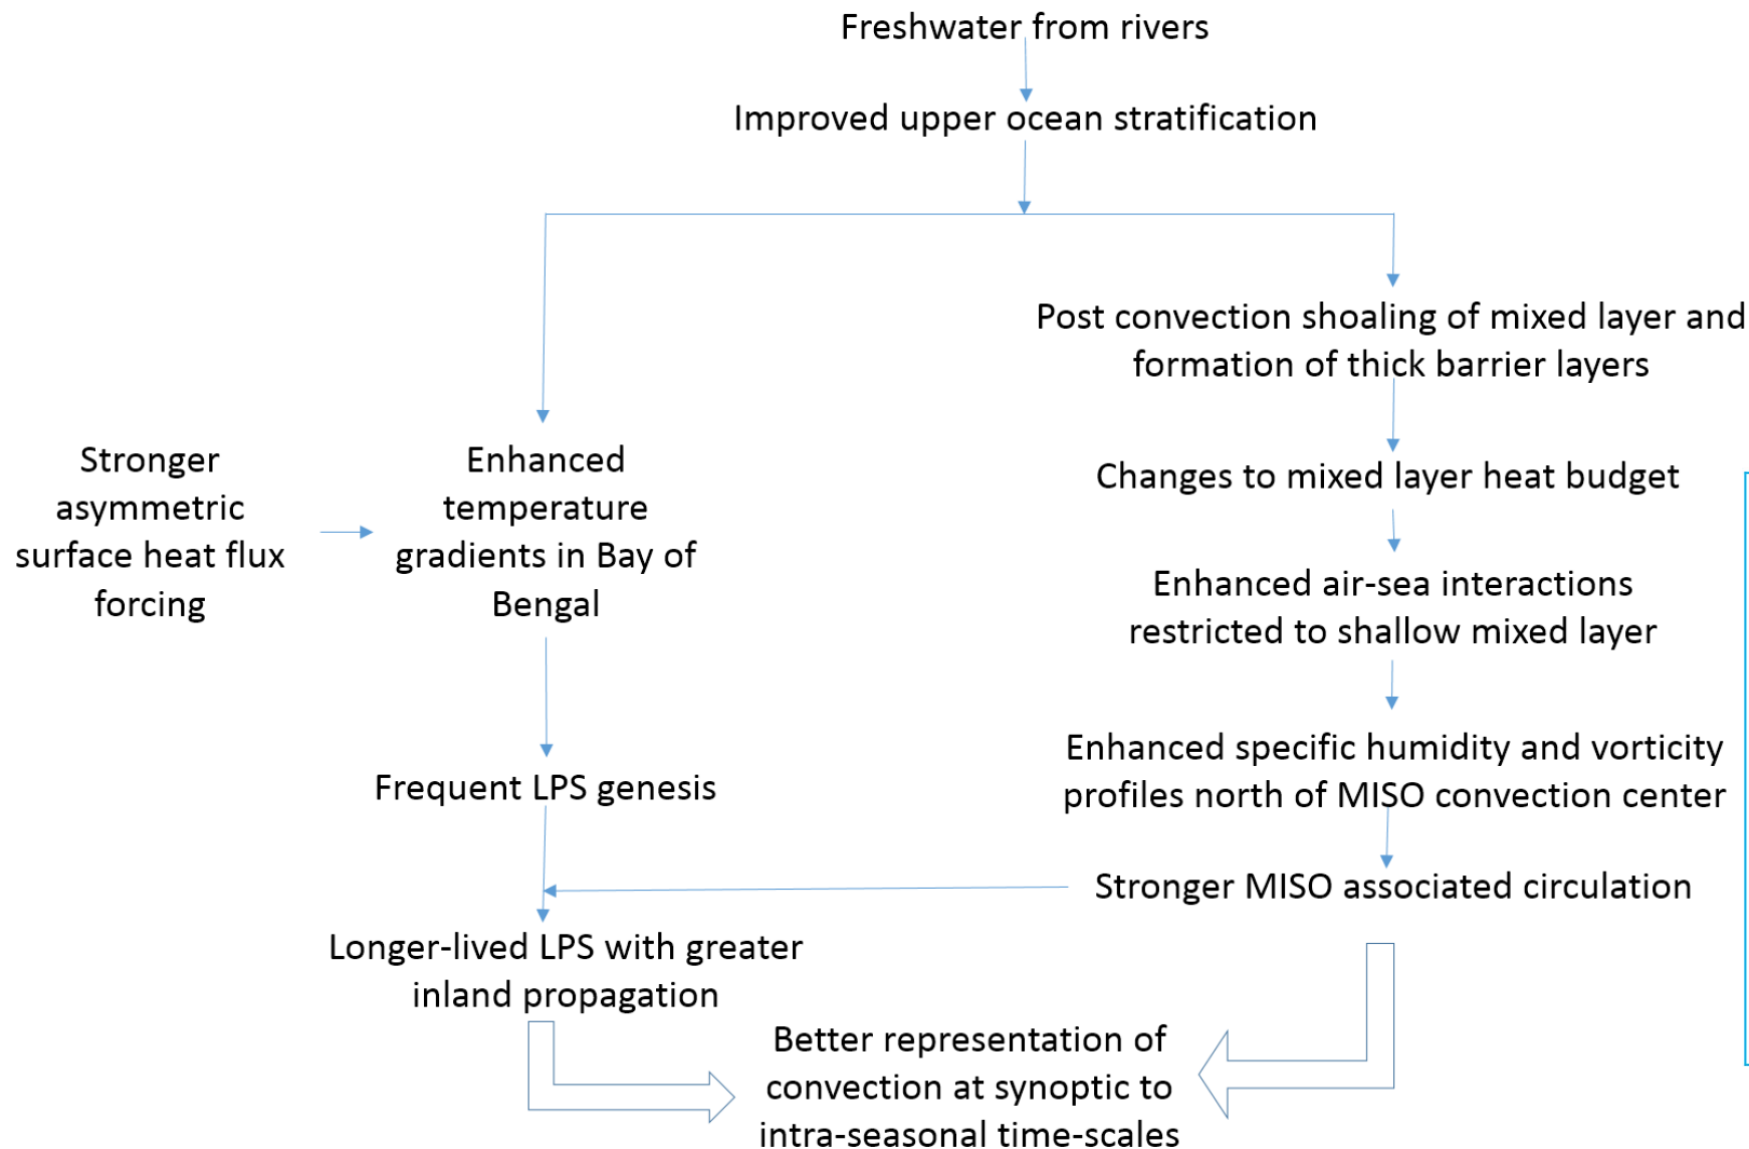 Freshwater from rivers
Improved upper ocean stratification
Post convection shoaling of mixed layer and
formation of thick barrier layers
Stronger
asymmetric
surface heat flux
forcing
Enhanced
temperature
gradients in Bay of
Bengal
Changes to mixed layer heat budget
Enhanced air-sea interactions
restricted to shallow mixed layer
Enhanced specific humidity and vorticity
profiles north of MISO convection center
Frequent LPS genesis
Stronger MISO associated circulation
Longer-lived LPS with greater
inland propagation
Better representation of
convection at synoptic to
intra-seasonal time-scales